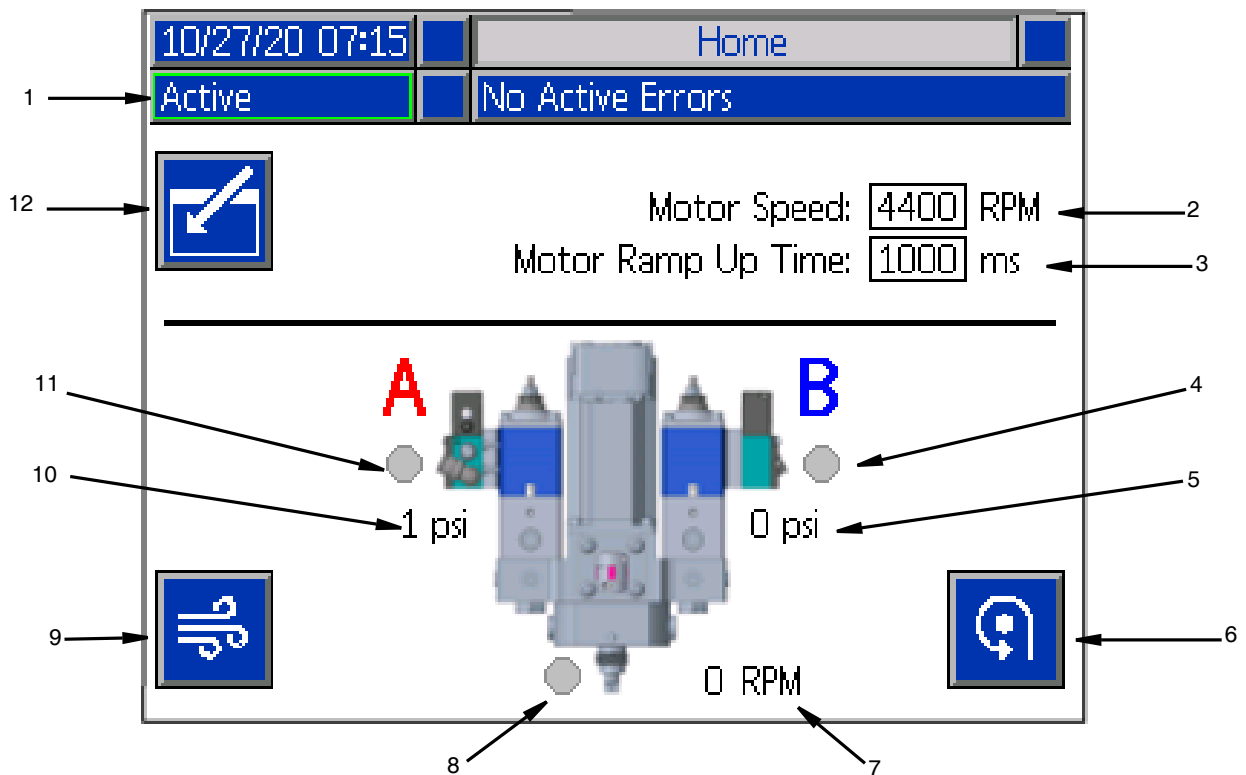 10/27/20 07:15 Home
1 Active No Active Errors
12 Motor Speed: 4400 RPM 2
Motor Ramp Up Time: 1000 ms 3
11 A B 4
10 1 psi 0 psi 5
9 6
0 RPM
8 7